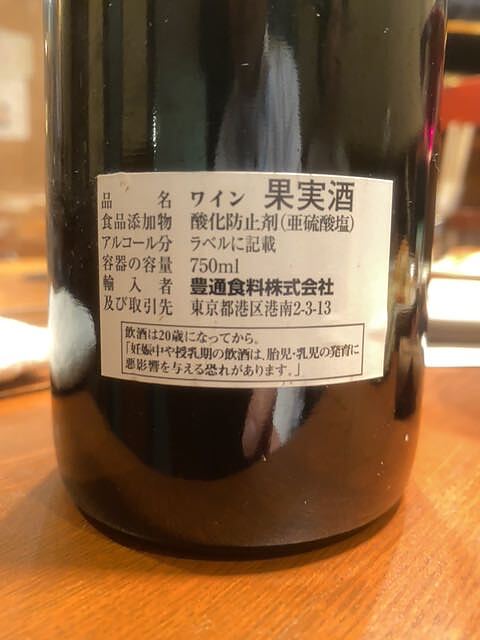 品名 ワイン 果実酒
食品添加物 酸化防止剤(亜硫酸塩)
アルコール分 ラベルに記載
容器の容量 750ml
輸入者 豊通食料株式会社
及び取引先 東京都港区港南2-3-13
飲酒は20歳になってから。
「妊娠中や授乳期の飲酒は、胎児・乳児の発育に
悪影響を与える恐れがあります。」